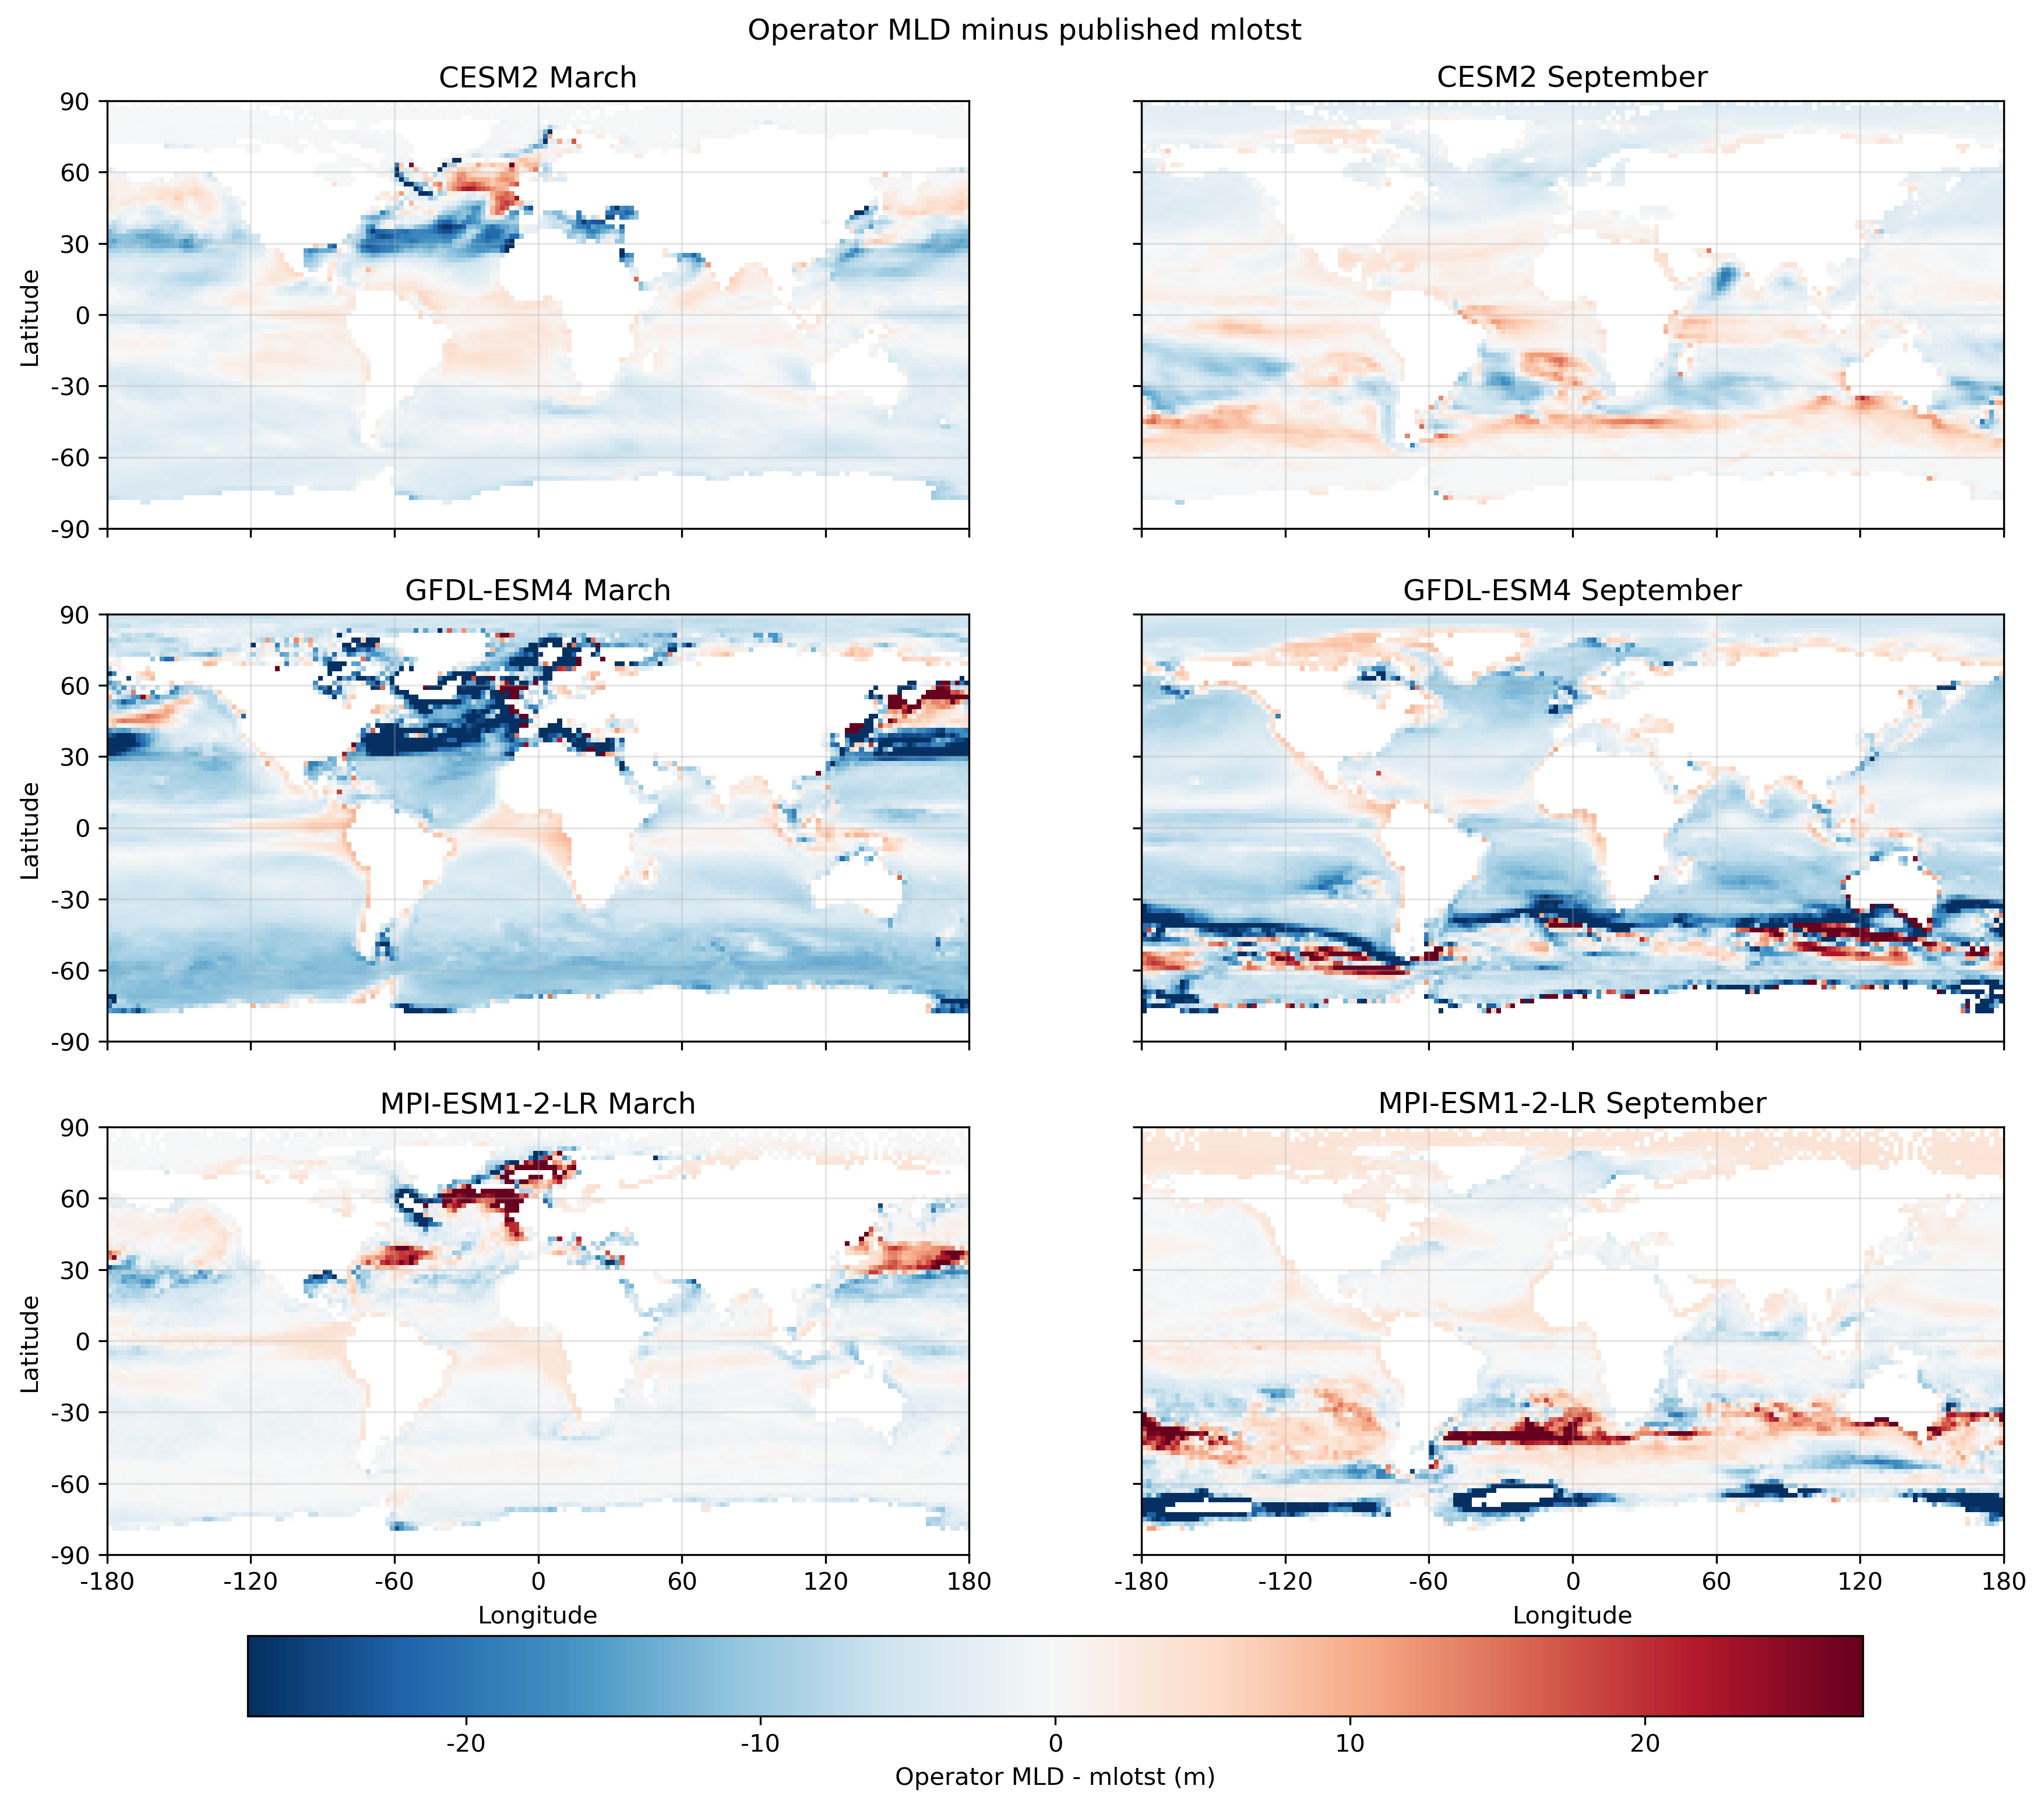 Operator MLD minus published mlotst
CESM2 March
CESM2 September
90
60
30
0
-30
-60
-90
Latitude
GFDL-ESM4 March
GFDL-ESM4 September
90
60
30
0
-30
-60
-90
Latitude
MPI-ESM1-2-LR March
MPI-ESM1-2-LR September
90
60
30
0
-30
-60
-90
Latitude
-180 -120 -60 0 60 120 180
-180 -120 -60 0 60 120 180
Longitude
Longitude
-20 -10 0 10 20
Operator MLD - mlotst (m)